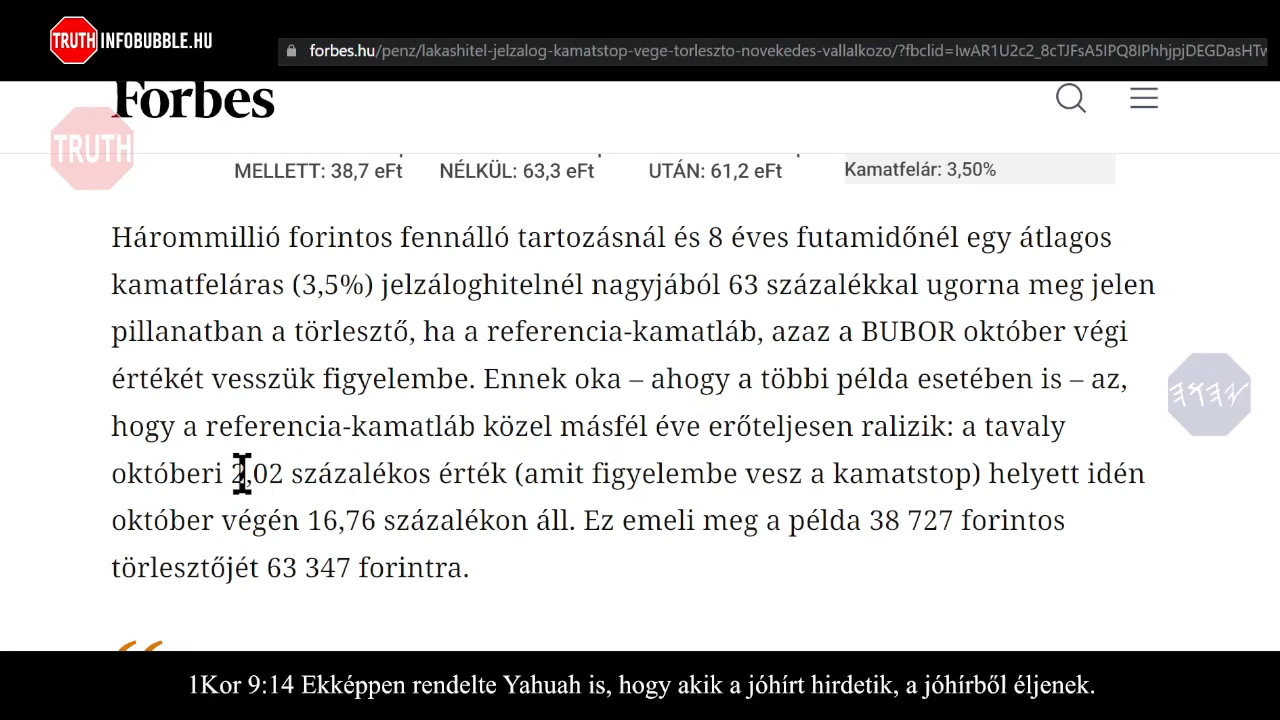 TRUTH INFOBUBBLE.HU
forbes.hu/penz/lakashitel-jelzalog-kamatstop-vege-torleszto-novekedes-vallalkozo/?fbclid=IwAR1U2c2_8cTJFsA5IPQ8IPhhjpjDEGDasHTw
Forbes
TRUTH
MELLETT: 38,7 eFt NÉLKÜL: 63,3 eFt UTÁN: 61,2 eFt Kamatfelár: 3,50%
Hárommillió forintos fennálló tartozásnál és 8 éves futamidőnél egy átlagos
kamatfeláras (3,5%) jelzáloghitelnél nagyjából 63 százalékkal ugorna meg jelen
pillanatban a törlesztő, ha a referencia-kamatláb, azaz a BUBOR október végi
értékét vesszük figyelembe. Ennek oka – ahogy a többi példa esetében is – az,
hogy a referencia-kamatláb közel másfél éve erőteljesen ralizik: a tavaly
októberi 2,02 százalékos érték (amit figyelembe vesz a kamatstop) helyett idén
október végén 16,76 százalékon áll. Ez emeli meg a példa 38 727 forintos
törlesztőjét 63 347 forintra.
1Kor 9:14 Ekképpen rendelte Yahuah is, hogy akik a jóhírt hirdetik, a jóhírből éljenek.